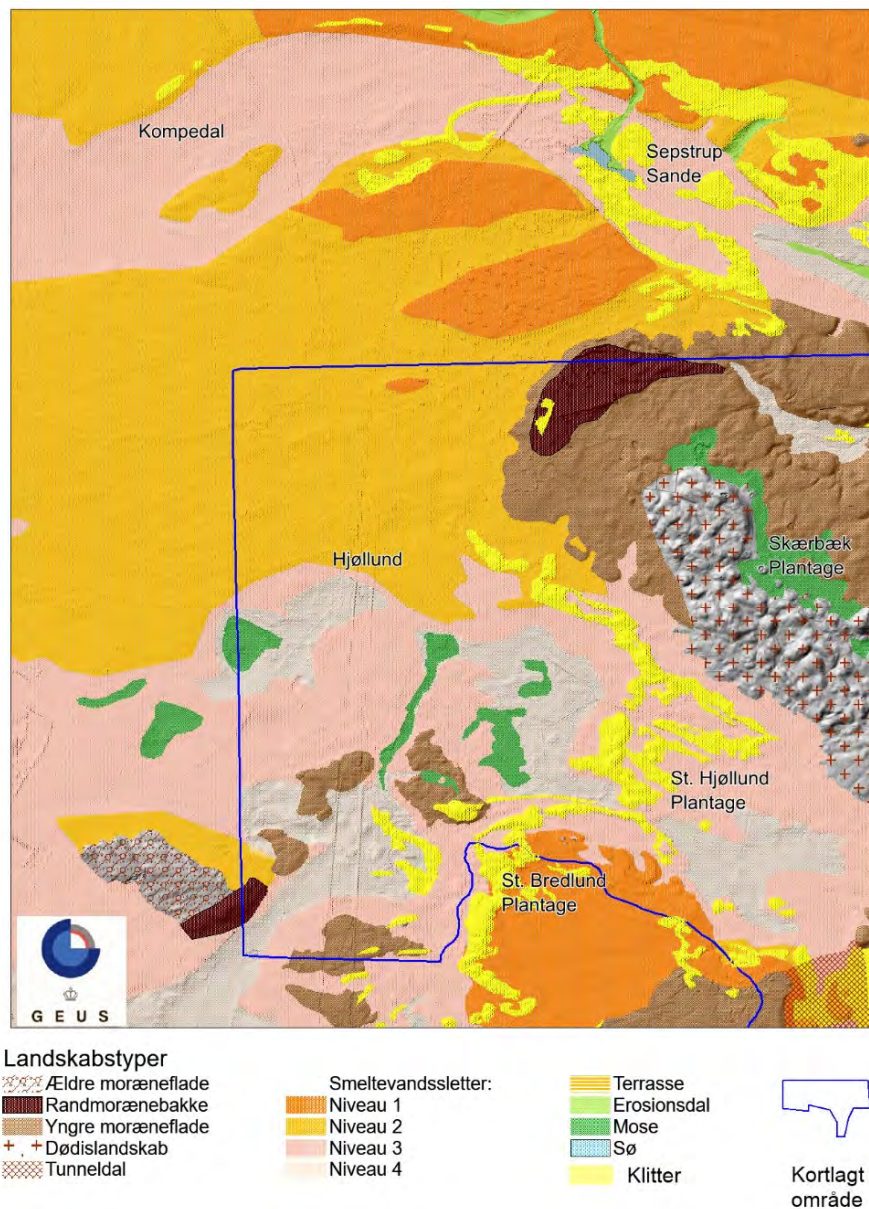 Kompedal
Sepstrup
Sande
Skærbæk
Plantage
Hjøllund
St. Hjøllund
Plantage
St. Bredlund
Plantage
G E U S
Landskabstyper
Ældre moræneflade
Randmorænebakke
Yngre moræneflade
Dødislandskab
Tunneldal
Smeltevandssletter:
Niveau 1
Niveau 2
Niveau 3
Niveau 4
Terrasse
Erosionsdal
Mose
Sø
Klitter
Kortlagt
område